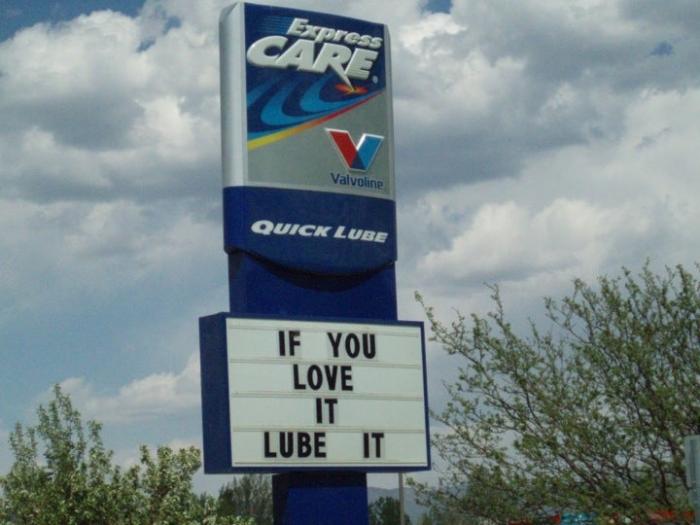 Express
CARE
Valvoline
QUICK LUBE
IF YOU
LOVE
IT
LUBE IT